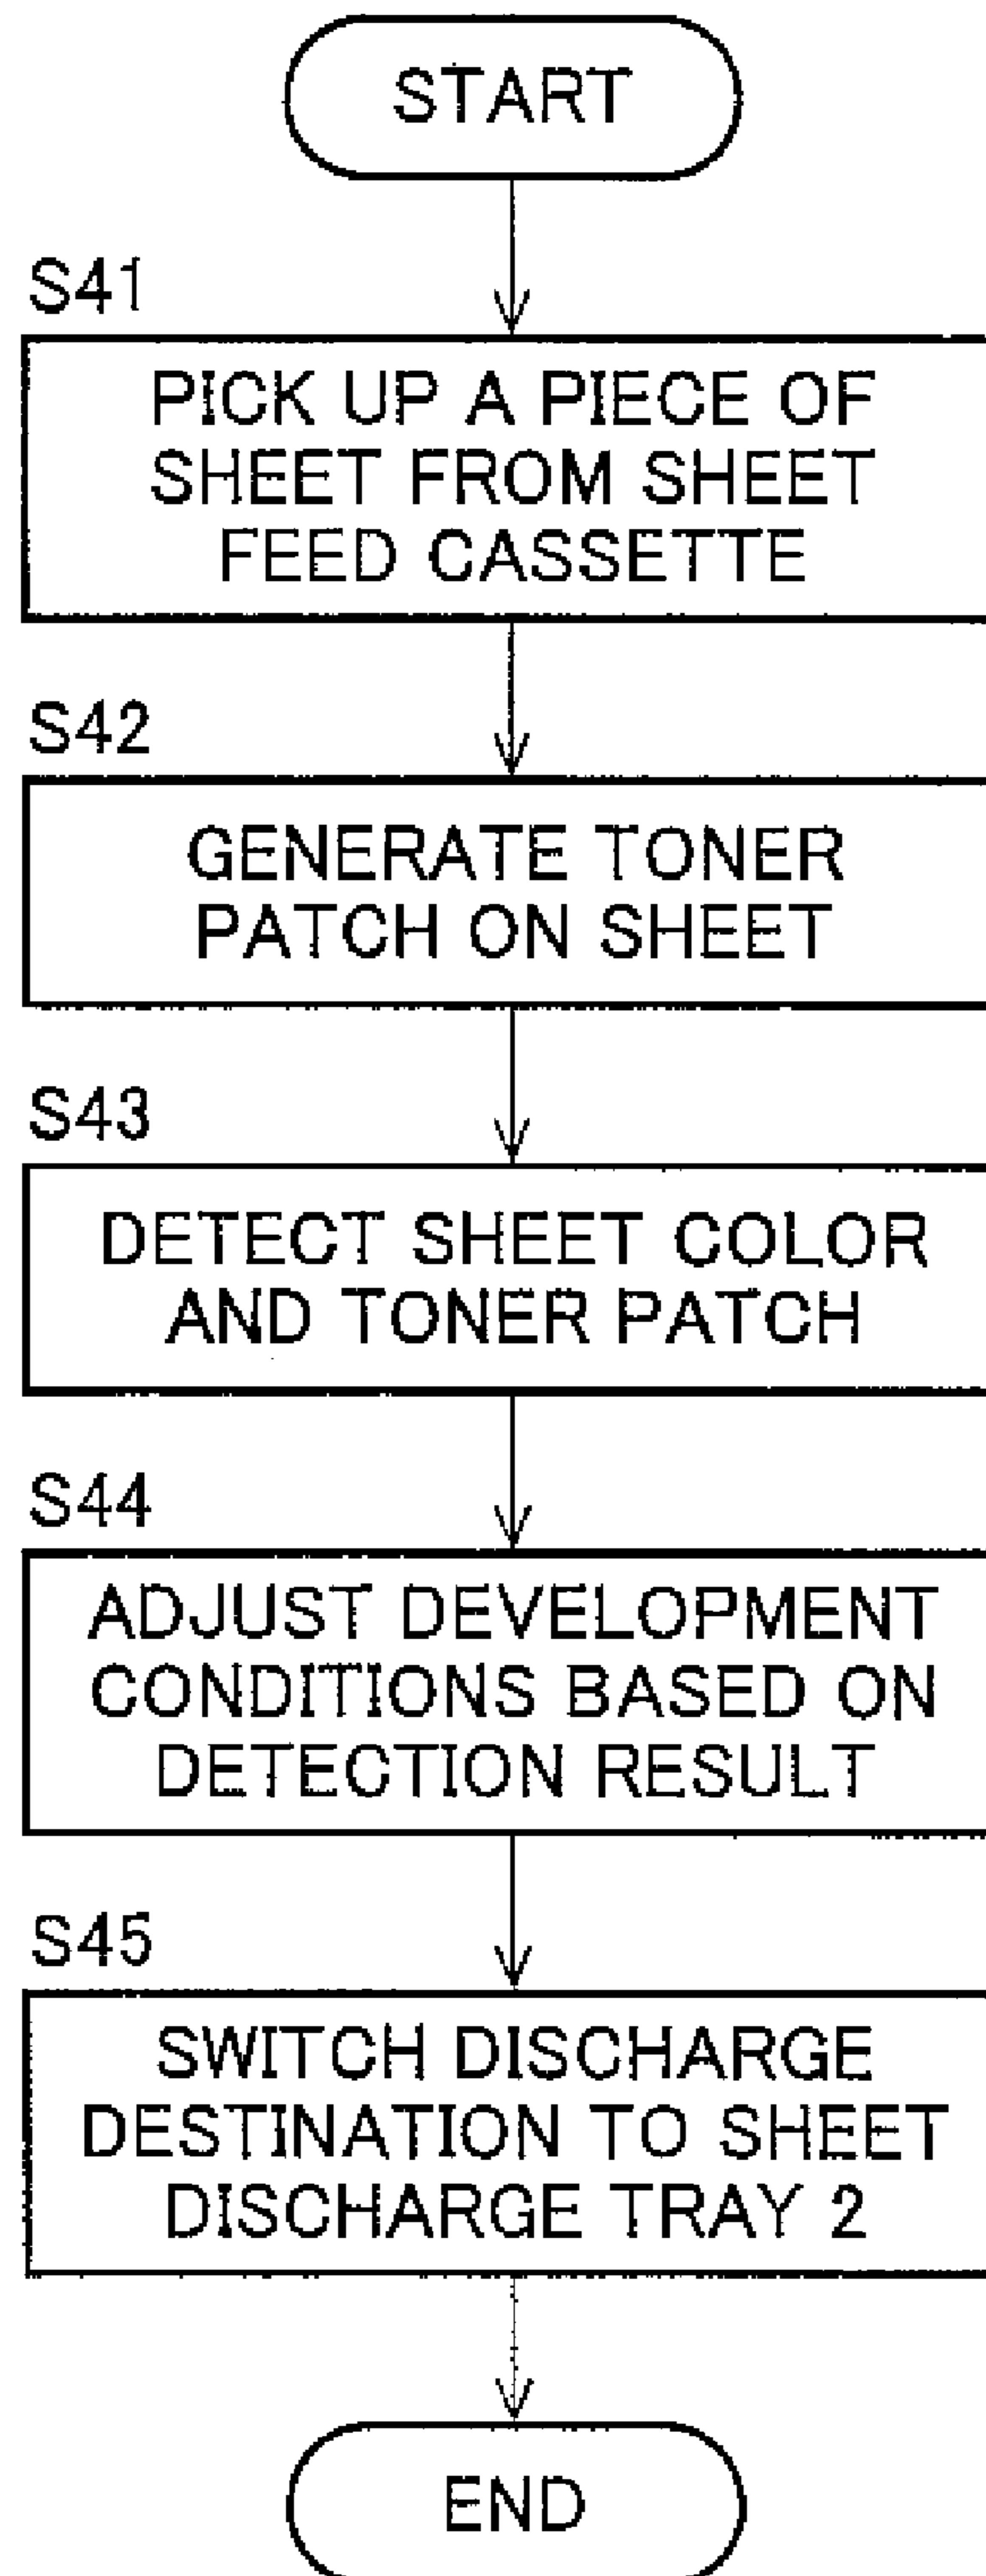 START
S41
PICK UP A PIECE OF
SHEET FROM SHEET
FEED CASSETTE
S42
GENERATE TONER
PATCH ON SHEET
S43
DETECT SHEET COLOR
AND TONER PATCH
S44
ADJUST DEVELOPMENT
CONDITIONS BASED ON
DETECTION RESULT
S45
SWITCH DISCHARGE
DESTINATION TO SHEET
DISCHARGE TRAY 2
END